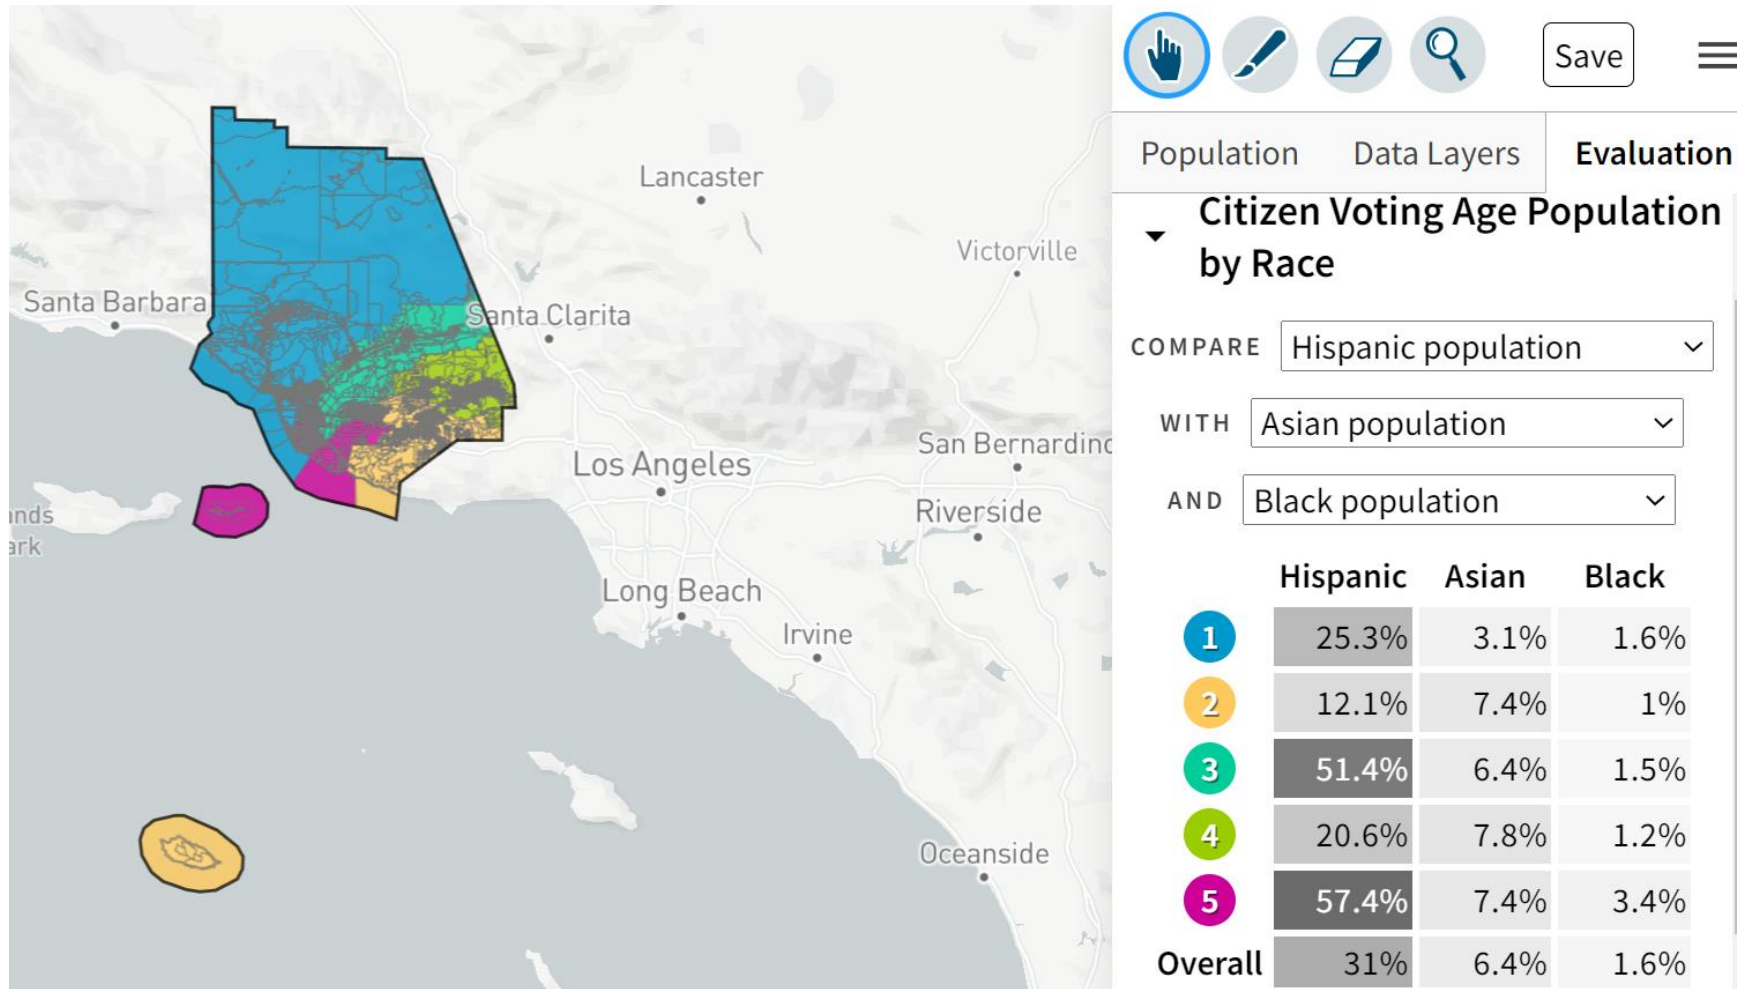 Lancaster
Victorville
Santa Barbara
Santa Clarita
San Bernardino
Los Angeles
Riverside
ands
ark
Long Beach
Irvine
Oceanside
Save
Population Data Layers Evaluation
Citizen Voting Age Population
by Race
COMPARE Hispanic population
WITH Asian population
AND Black population
Hispanic Asian Black
1 25.3% 3.1% 1.6%
2 12.1% 7.4% 1%
3 51.4% 6.4% 1.5%
4 20.6% 7.8% 1.2%
5 57.4% 7.4% 3.4%
Overall 31% 6.4% 1.6%